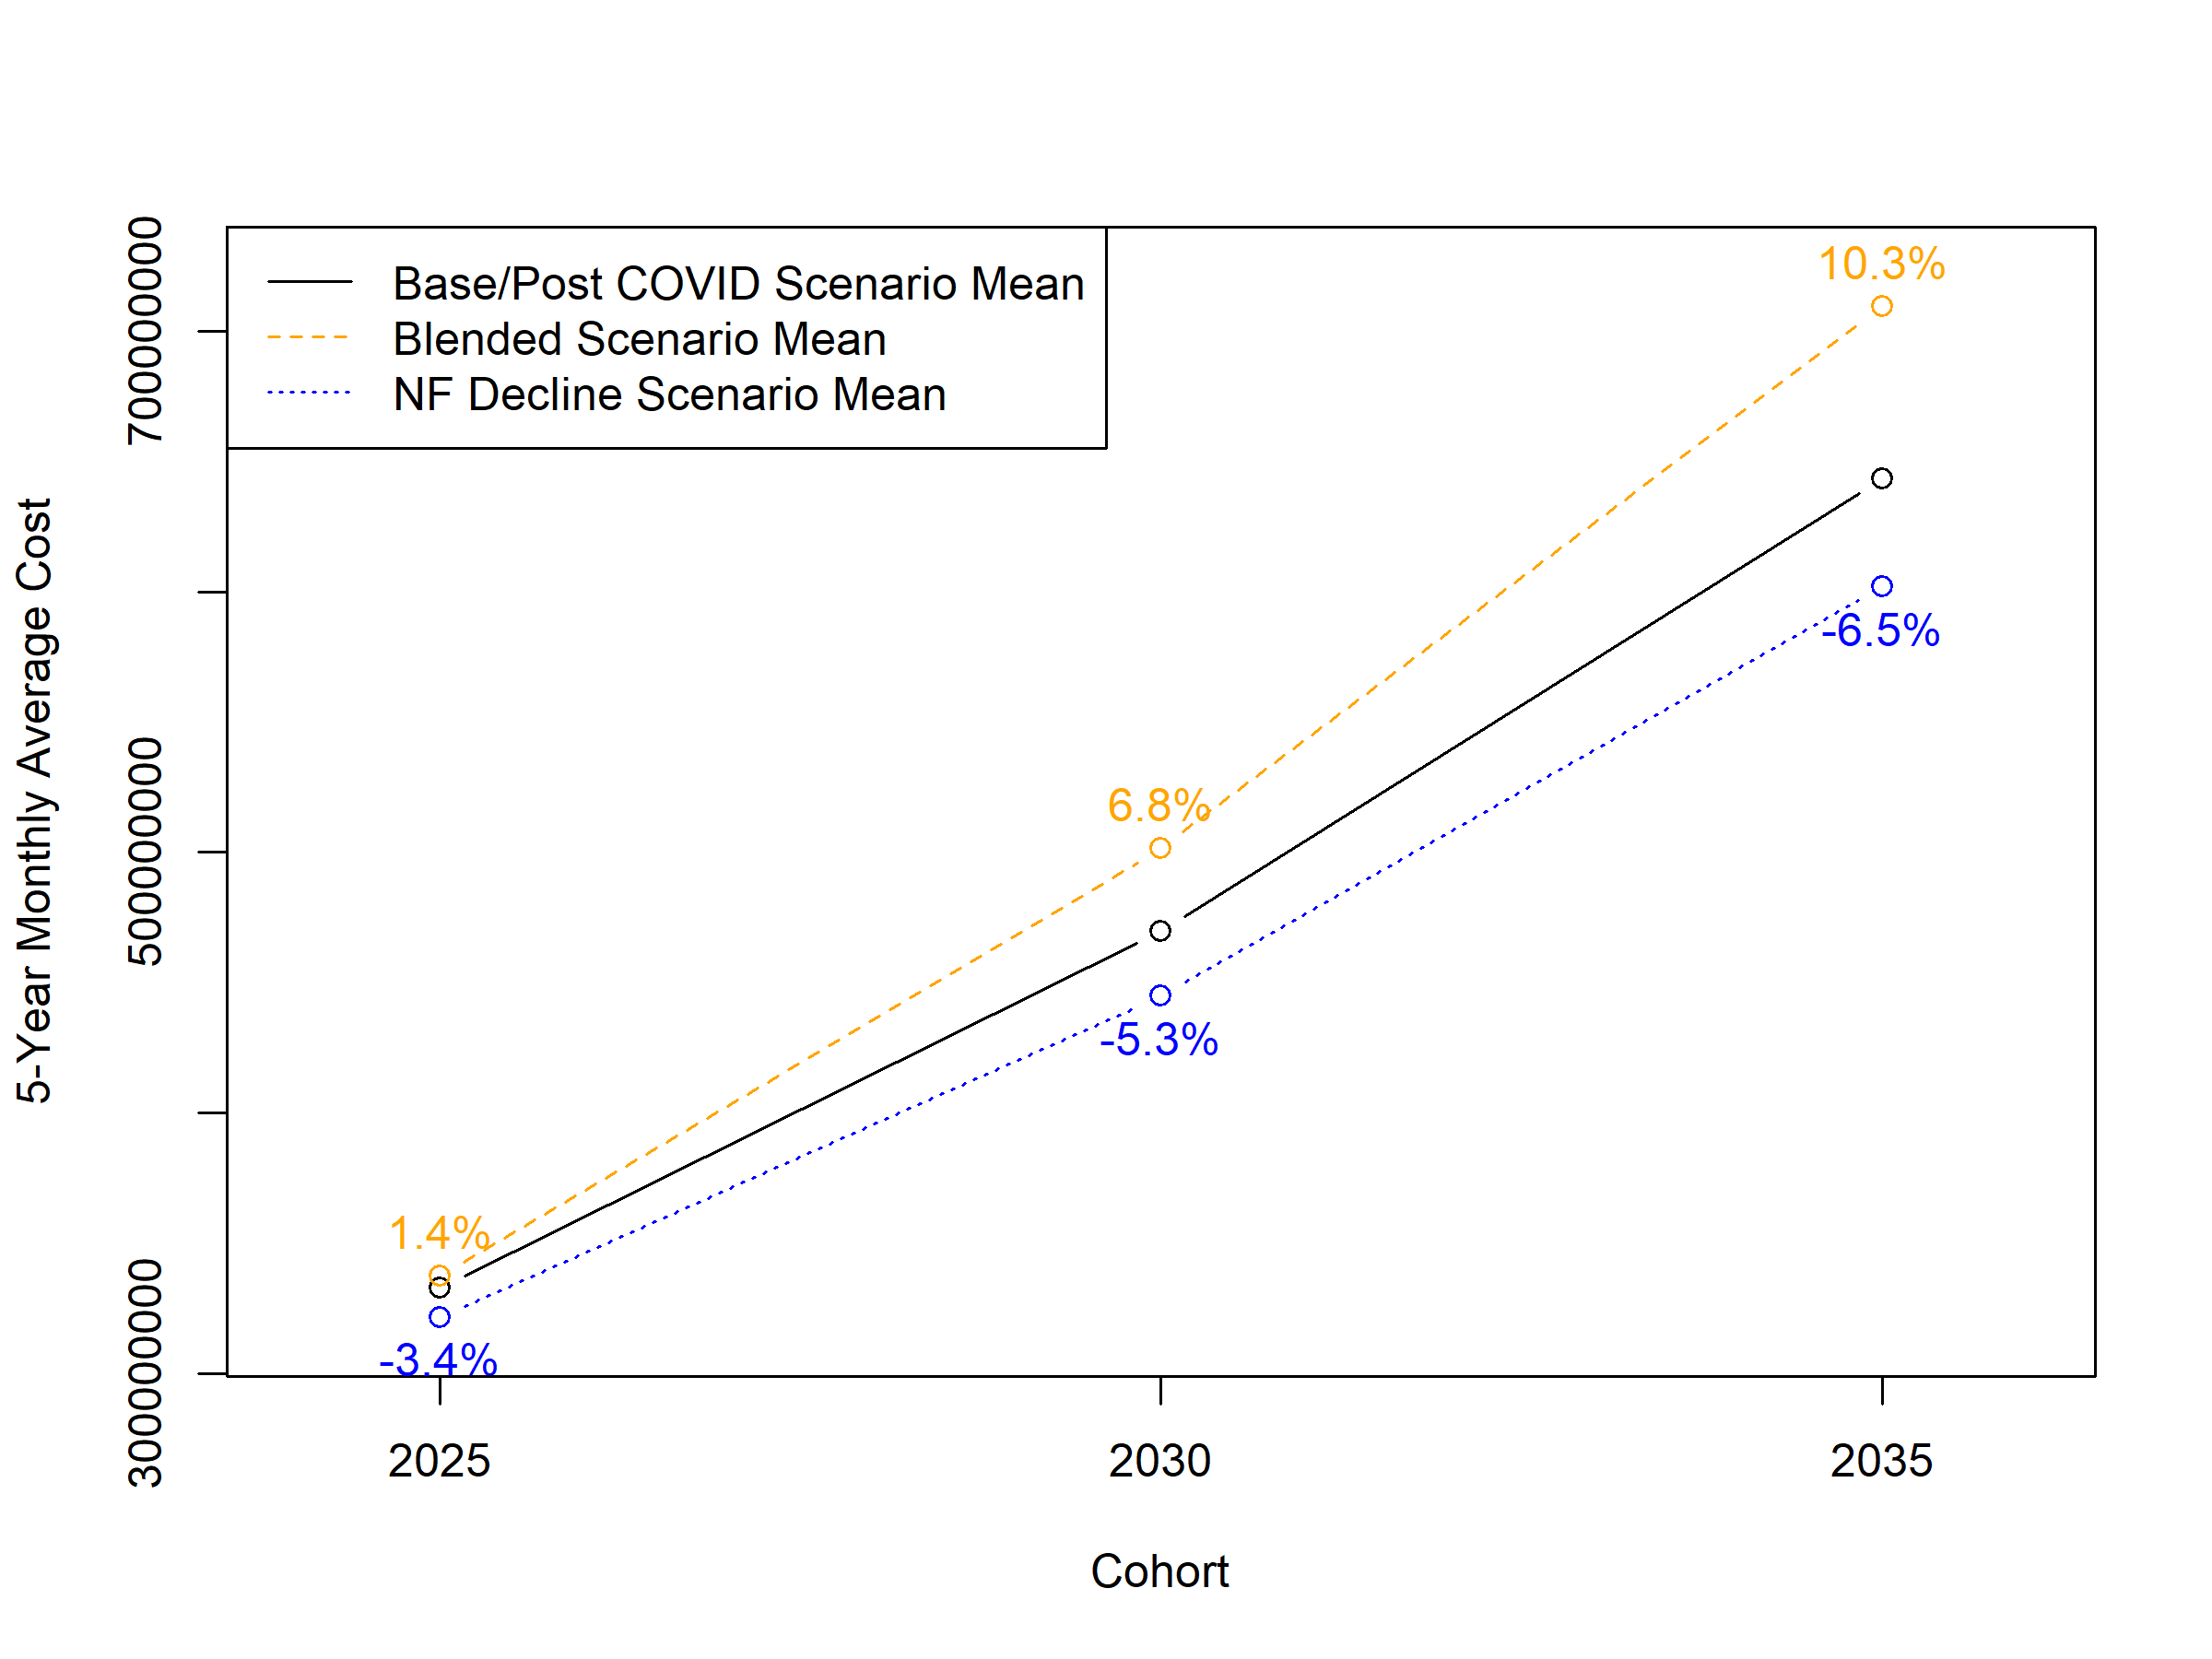 Base/Post COVID Scenario Mean
Blended Scenario Mean
NF Decline Scenario Mean
10.3%
-6.5%
6.8%
-5.3%
1.4%
-3.4%
700000000
500000000
300000000
5-Year Monthly Average Cost
2025
2030
2035
Cohort